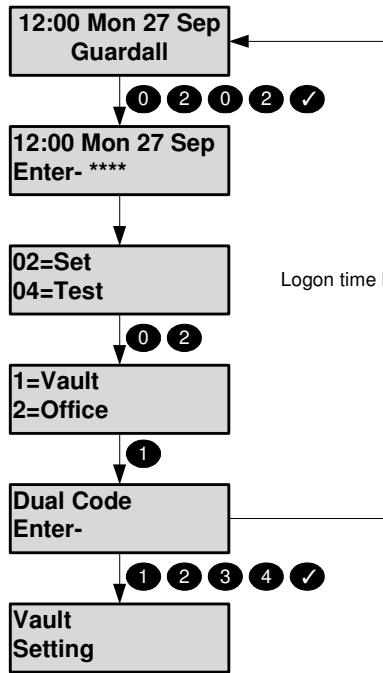 12:00 Mon 27 Sep
Guardall
0 2 0 2 ✓
12:00 Mon 27 Sep
Enter- ****
02=Set
04=Test
Logon time
0 2
1=Vault
2=Office
1
Dual Code
Enter-
1 2 3 4 ✓
Vault
Setting